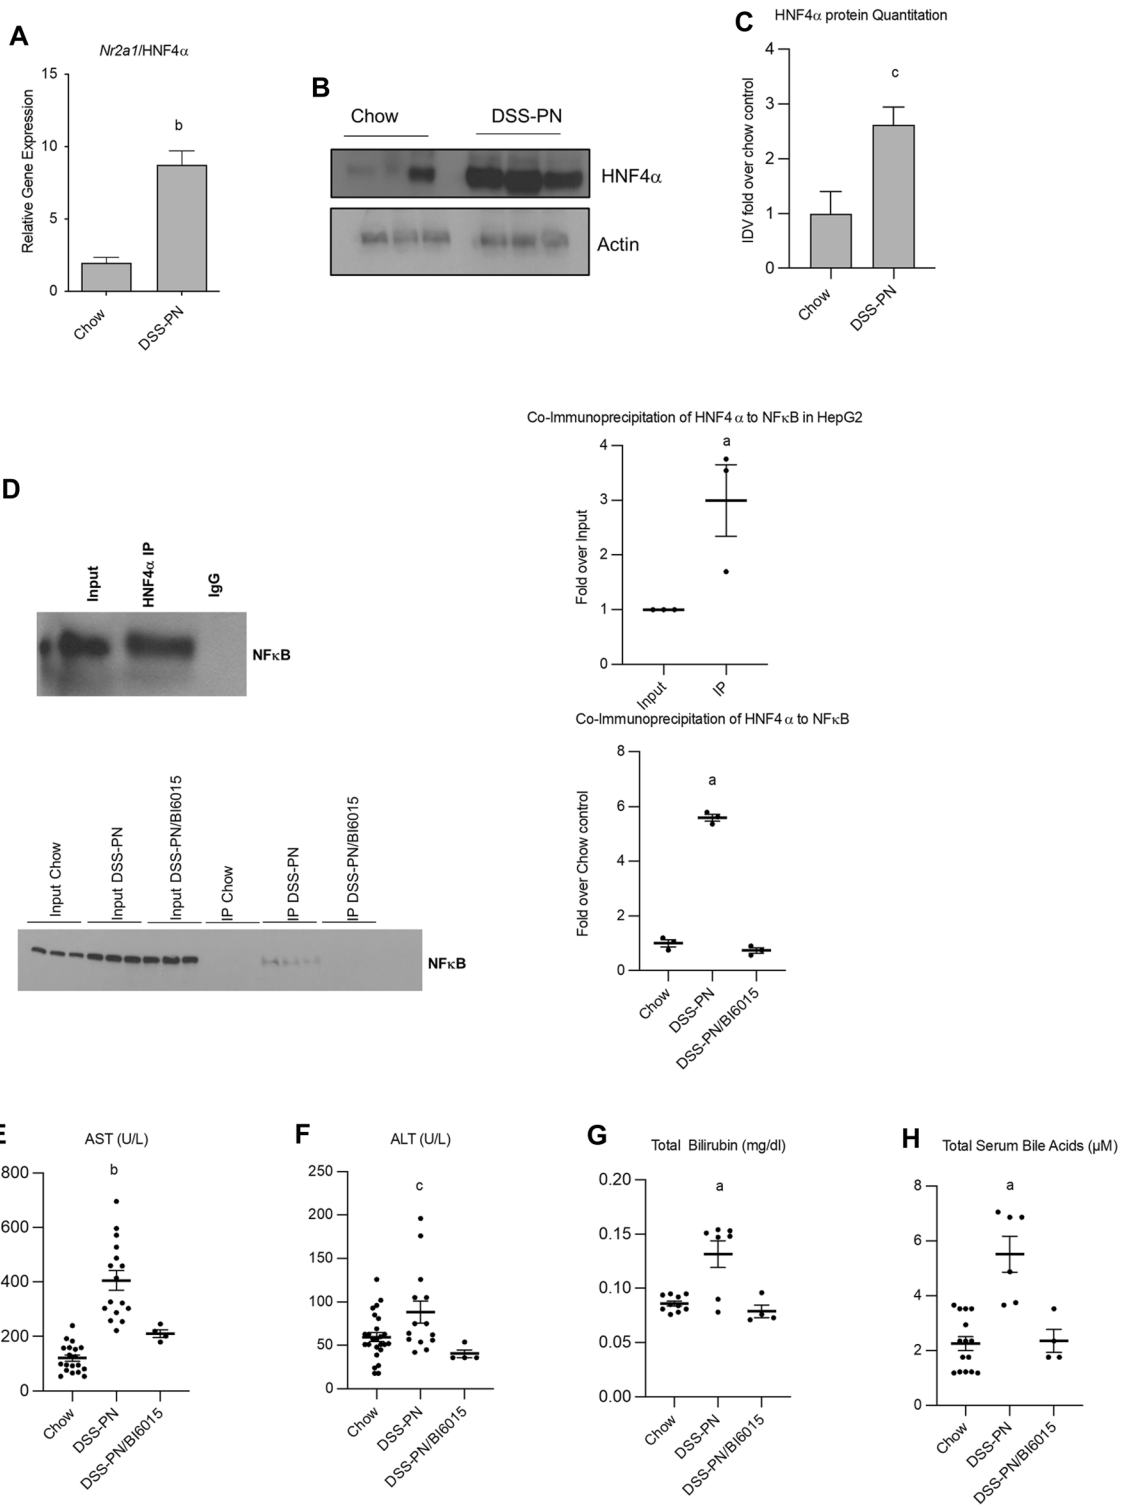 A
Nr2a1/HNF4α
Relative Gene Expression
15
10
5
0
b
Chow
DSS-PN
B
Chow
DSS-PN
HNF4α
Actin
C
HNF4α protein Quantitation
IDV fold over chow control
4
3
2
1
0
c
Chow
DSS-PN
D
Input
HNF4α IP
IgG
NFκB
Co-Immunoprecipitation of HNF4 α to NFκB in HepG2
Fold over Input
4
3
2
1
0
a
Input
IP
Input Chow
Input DSS-PN
Input DSS-PN/BI6015
IP Chow
IP DSS-PN
IP DSS-PN/BI6015
NFκB
Co-Immunoprecipitation of HNF4 α to NFκB
Fold over Chow control
8
6
4
2
0
a
Chow
DSS-PN
DSS-PN/BI6015
E
AST (U/L)
800
600
400
200
0
b
Chow
DSS-PN
DSS-PN/BI6015
F
ALT (U/L)
250
200
150
100
50
0
c
Chow
DSS-PN
DSS-PN/BI6015
G
Total Bilirubin (mg/dl)
0.20
0.15
0.10
0.05
0.00
a
Chow
DSS-PN
DSS-PN/BI6015
H
Total Serum Bile Acids (µM)
8
6
4
2
0
a
Chow
DSS-PN
DSS-PN/BI6015